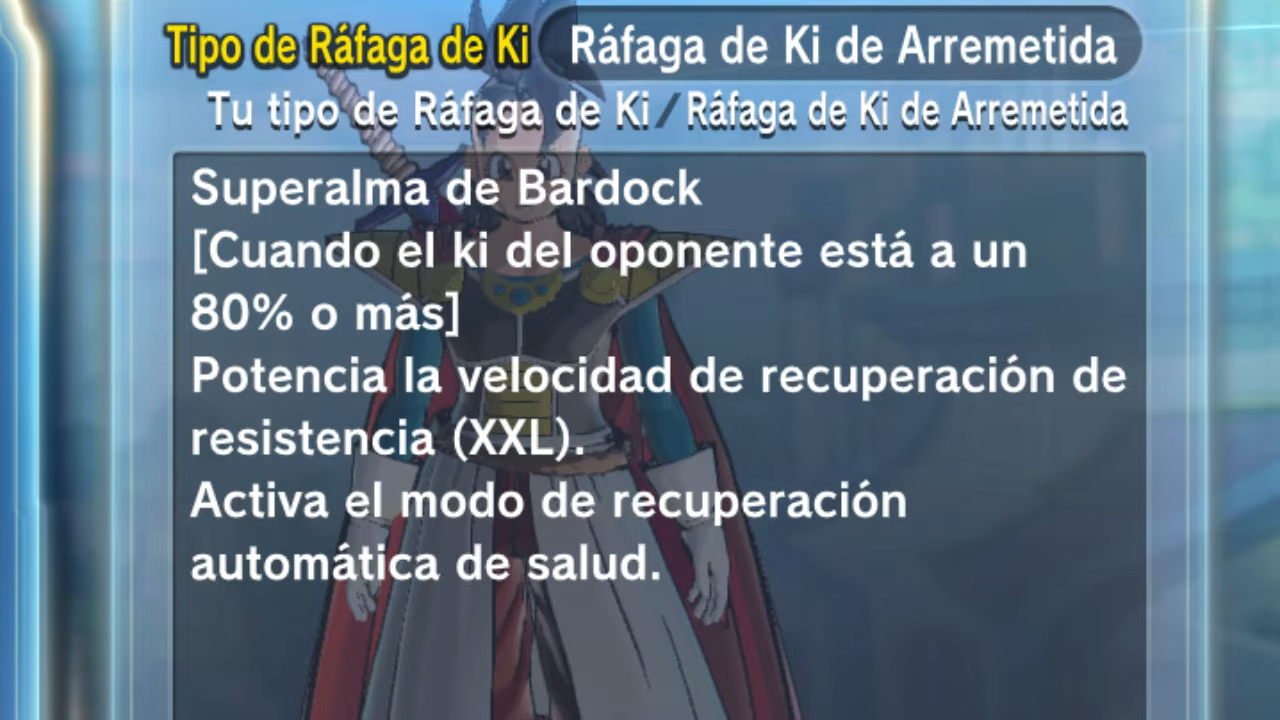 Tipo de Ráfaga de Ki Ráfaga de Ki de Arremetida
Tu tipo de Ráfaga de Ki / Ráfaga de Ki de Arremetida
Superalma de Bardock
[Cuando el ki del oponente está a un
80% o más]
Potencia la velocidad de recuperación de
resistencia (XXL).
Activa el modo de recuperación
automática de salud.